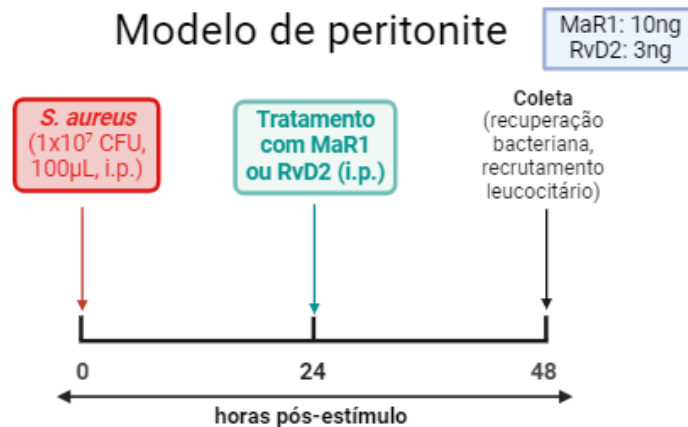 Modelo de peritonite
MaR1: 10ng
RvD2: 3ng
S. aureus
(1x10⁷ CFU,
100µL, i.p.)
Tratamento
com MaR1
ou RvD2 (i.p.)
Coleta
(recuperação
bacteriana,
recrutamento
leucocitário)
0
24
48
horas pós-estímulo